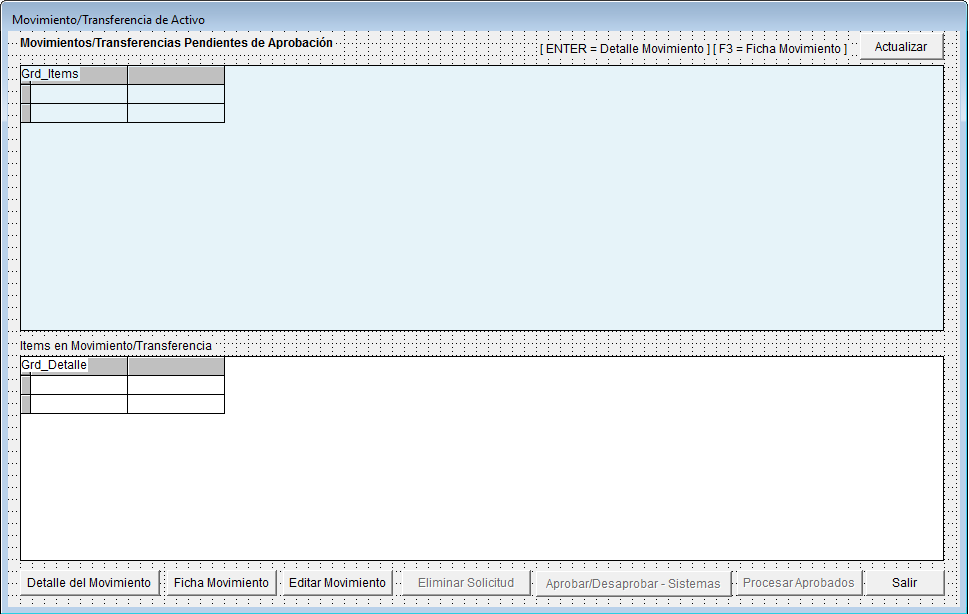 Movimiento/Transferencia de Activo
Movimientos/Transferencias Pendientes de Aprobación
[ ENTER = Detalle Movimiento ] [ F3 = Ficha Movimiento ]
Actualizar
Grd_Items
Items en Movimiento/Transferencia
Grd_Detalle
Detalle del Movimiento
Ficha Movimiento
Editar Movimiento
Eliminar Solicitud
Aprobar/Desaprobar - Sistemas
Procesar Aprobados
Salir